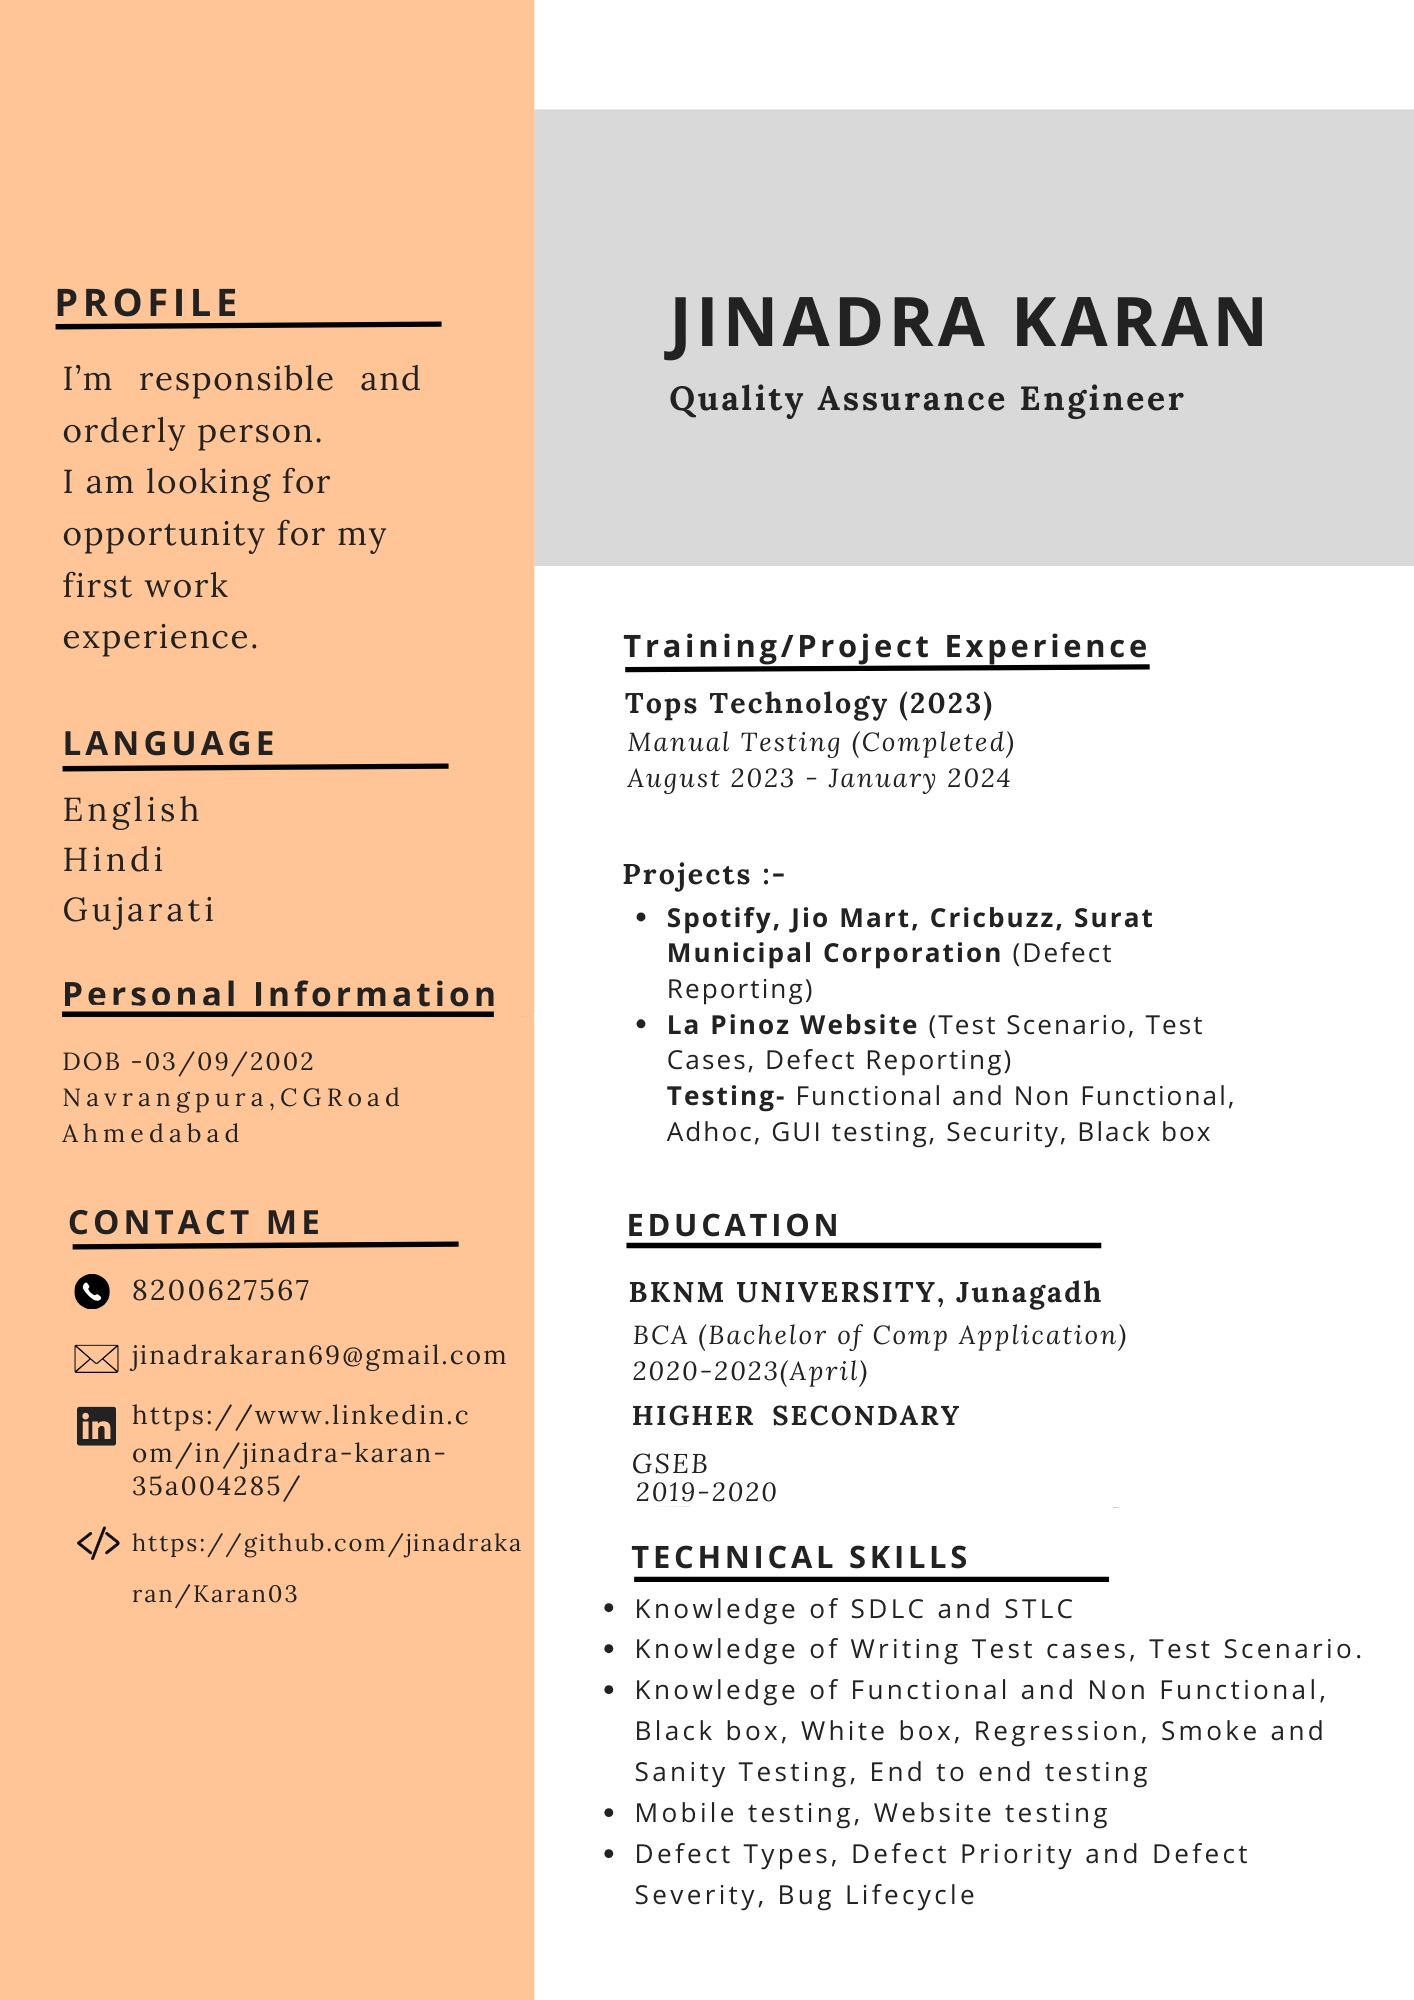 PROFILE
I’m responsible and
orderly person.
I am looking for
opportunity for my
first work
experience.
LANGUAGE
English
Hindi
Gujarati
Personal Information
DOB -03/09/2002
Navrangpura,CGRoad
Ahmedabad
CONTACT ME
8200627567
jinadrakaran69@gmail.com
https://www.linkedin.c
om/in/jinadra-karan-
35a004285/
https://github.com/jinadraka
ran/Karan03
JINADRA KARAN
Quality Assurance Engineer
Training/Project Experience
Tops Technology (2023)
Manual Testing (Completed)
August 2023 - January 2024
Projects :-
• Spotify, Jio Mart, Cricbuzz, Surat
Municipal Corporation (Defect
Reporting)
• La Pinoz Website (Test Scenario, Test
Cases, Defect Reporting)
Testing- Functional and Non Functional,
Adhoc, GUI testing, Security, Black box
EDUCATION
BKNM UNIVERSITY, Junagadh
BCA (Bachelor of Comp Application)
2020-2023(April)
HIGHER SECONDARY
GSEB
2019-2020
TECHNICAL SKILLS
• Knowledge of SDLC and STLC
• Knowledge of Writing Test cases, Test Scenario.
• Knowledge of Functional and Non Functional,
Black box, White box, Regression, Smoke and
Sanity Testing, End to end testing
• Mobile testing, Website testing
• Defect Types, Defect Priority and Defect
Severity, Bug Lifecycle